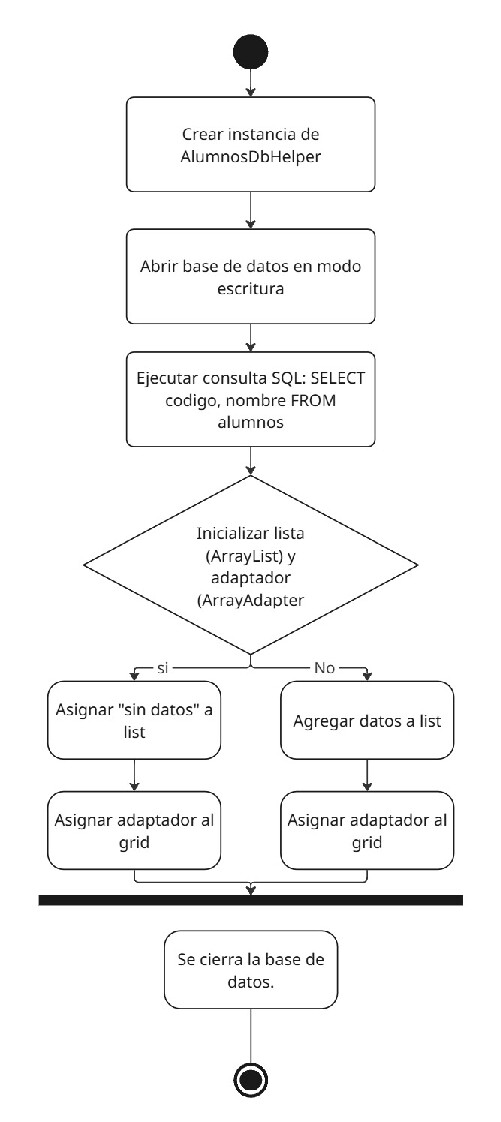 Crear instancia de
AlumnosDbHelper
Abrir base de datos en modo
escritura
Ejecutar consulta SQL: SELECT
codigo, nombre FROM
alumnos
Inicializar lista
(ArrayList) y
adaptador
(ArrayAdapter
si
No
Asignar "sin datos" a
list
Agregar datos a list
Asignar adaptador al
grid
Asignar adaptador al
grid
Se cierra la base de
datos.